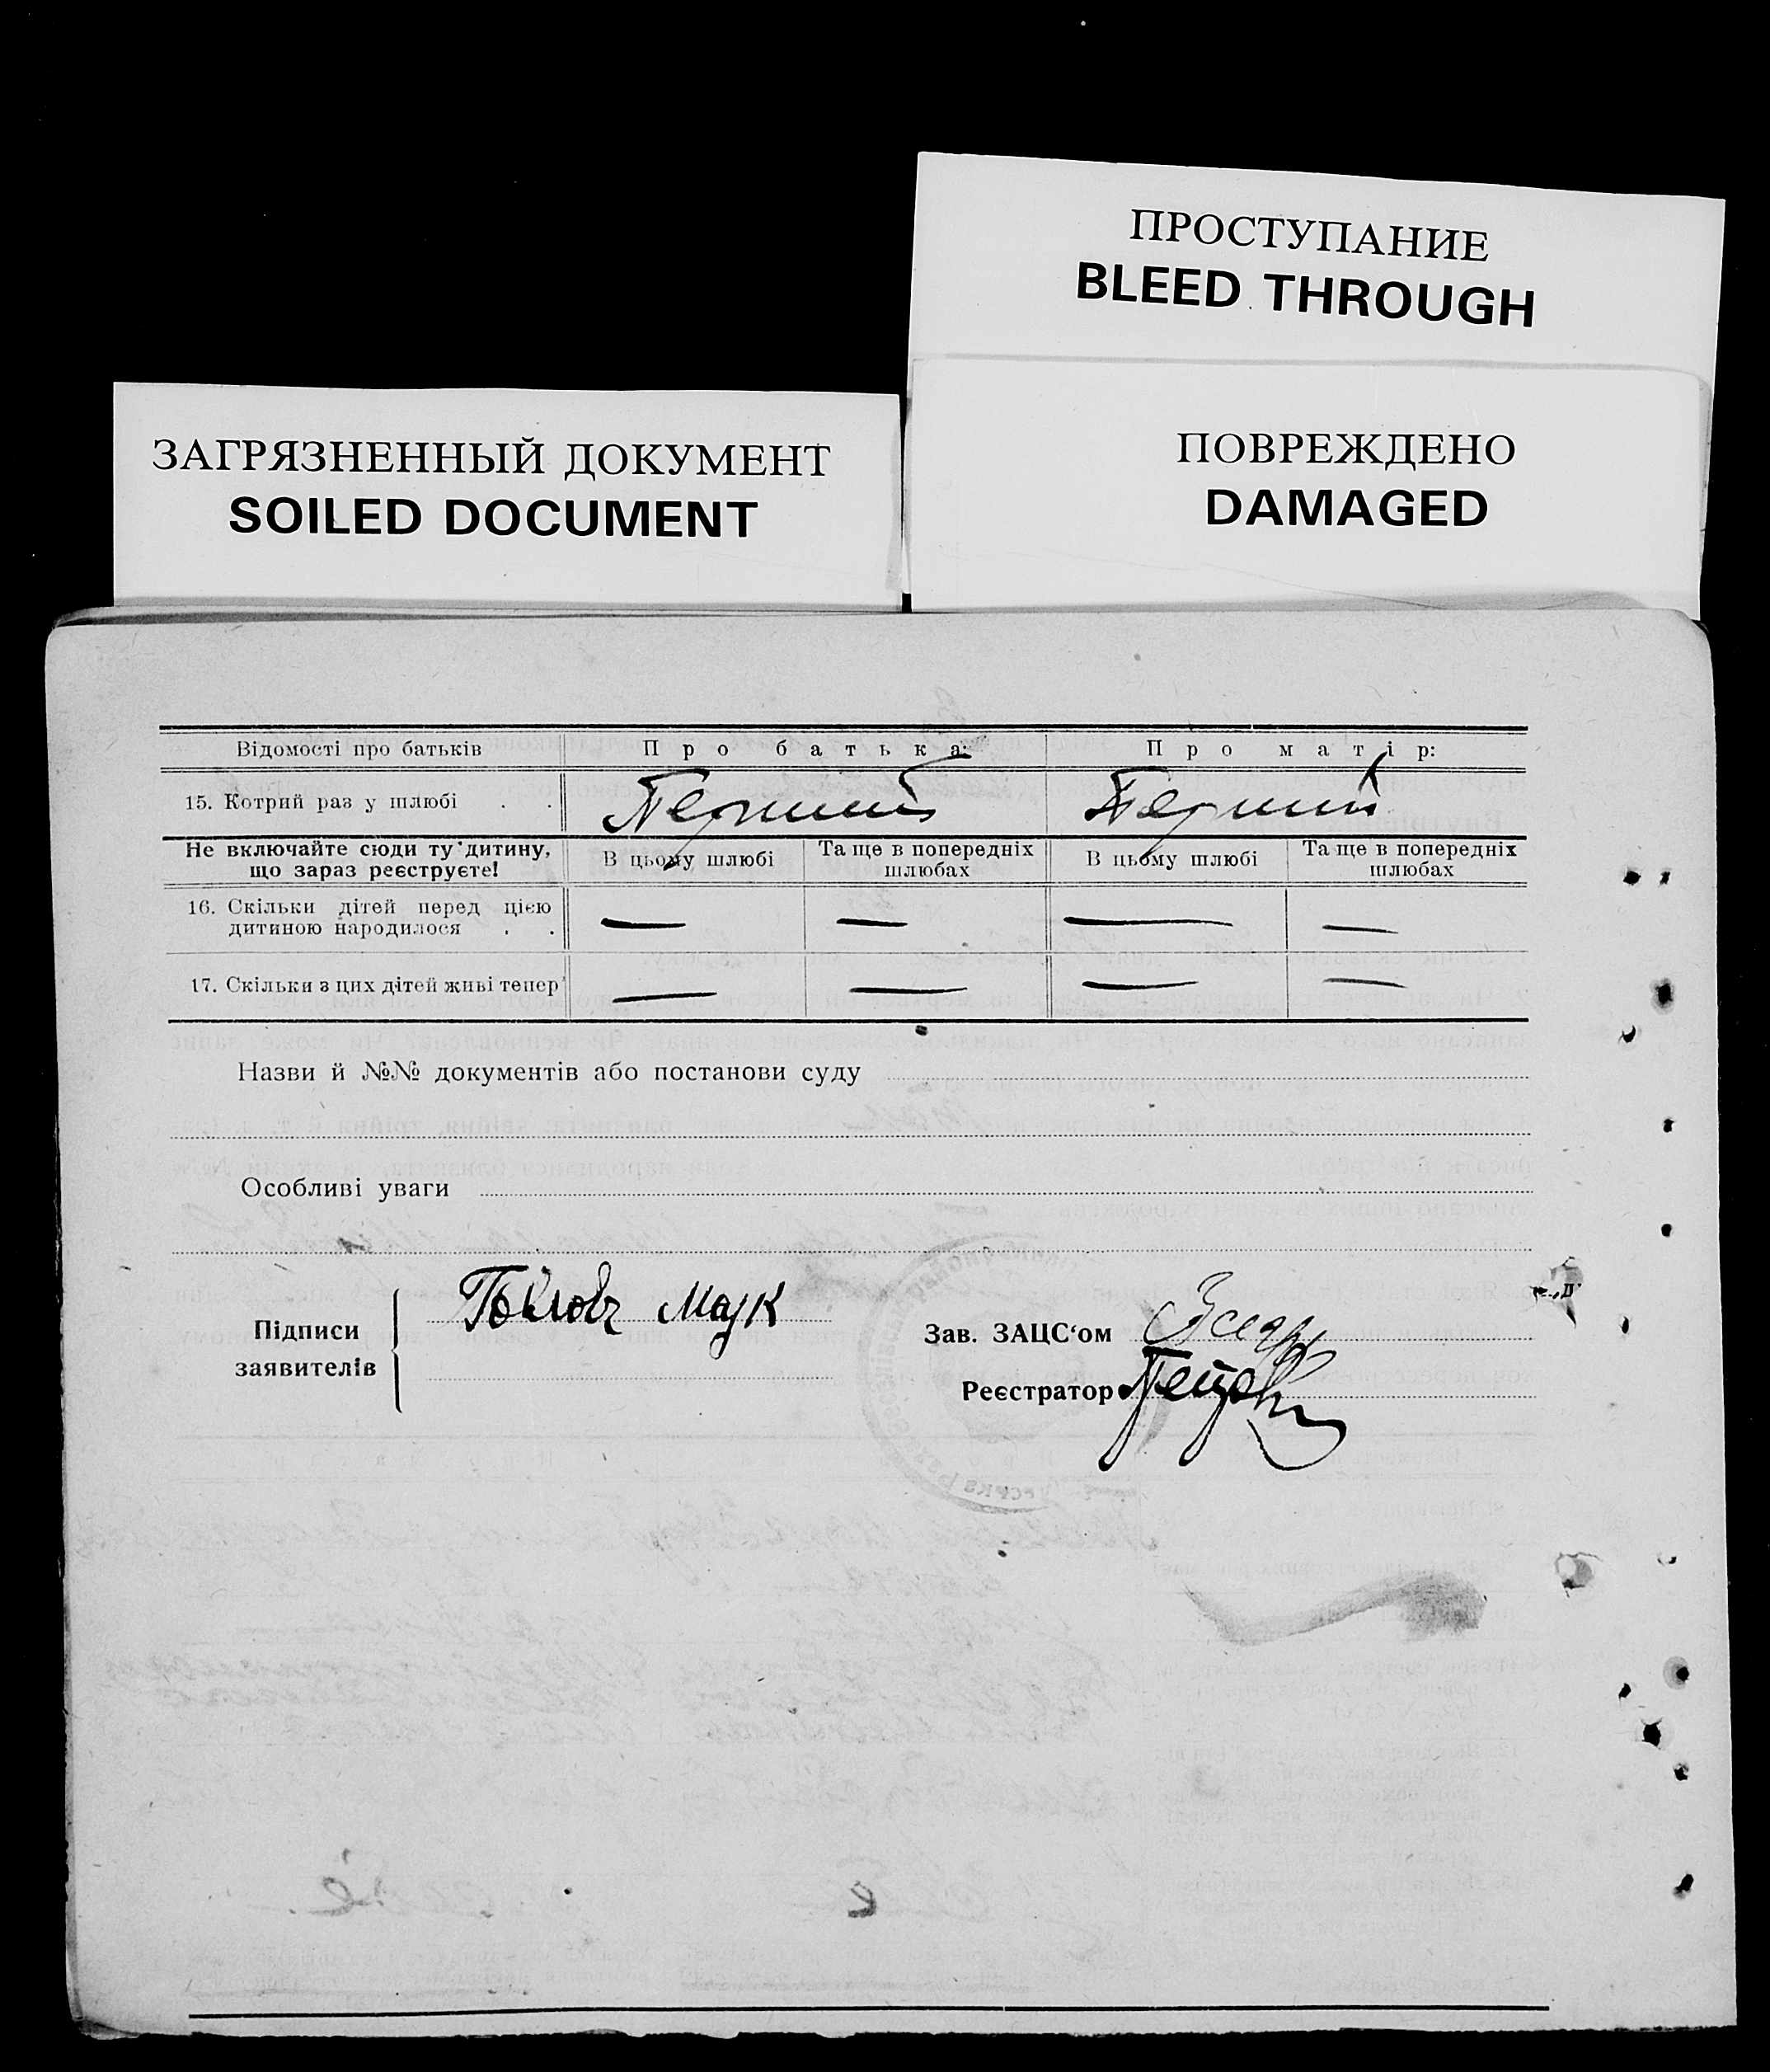 ПРОСТУПАНИЕ
BLEED THROUGH
ЗАГРЯЗНЕННЫЙ ДОКУМЕНТ
SOILED DOCUMENT
ПОВРЕЖДЕНО
DAMAGED
Відомості про батьків Про батька: Про матір:
15. Котрий раз у шлюбі . . Перший Перший
Не включайте сюди ту дитину, що зараз реєструєте! В цьому шлюбі Та ще в попередніх шлюбах В цьому шлюбі Та ще в попередніх шлюбах
16. Скільки дітей перед цією
дитиною народилося . . — — — —
17. Скільки з цих дітей живі тепер — — — —
Назви й №№ документів або постанови суду
Особливі уваги
Підписи
заявителів
Зав. ЗАЦС‘ом
Реєстратор